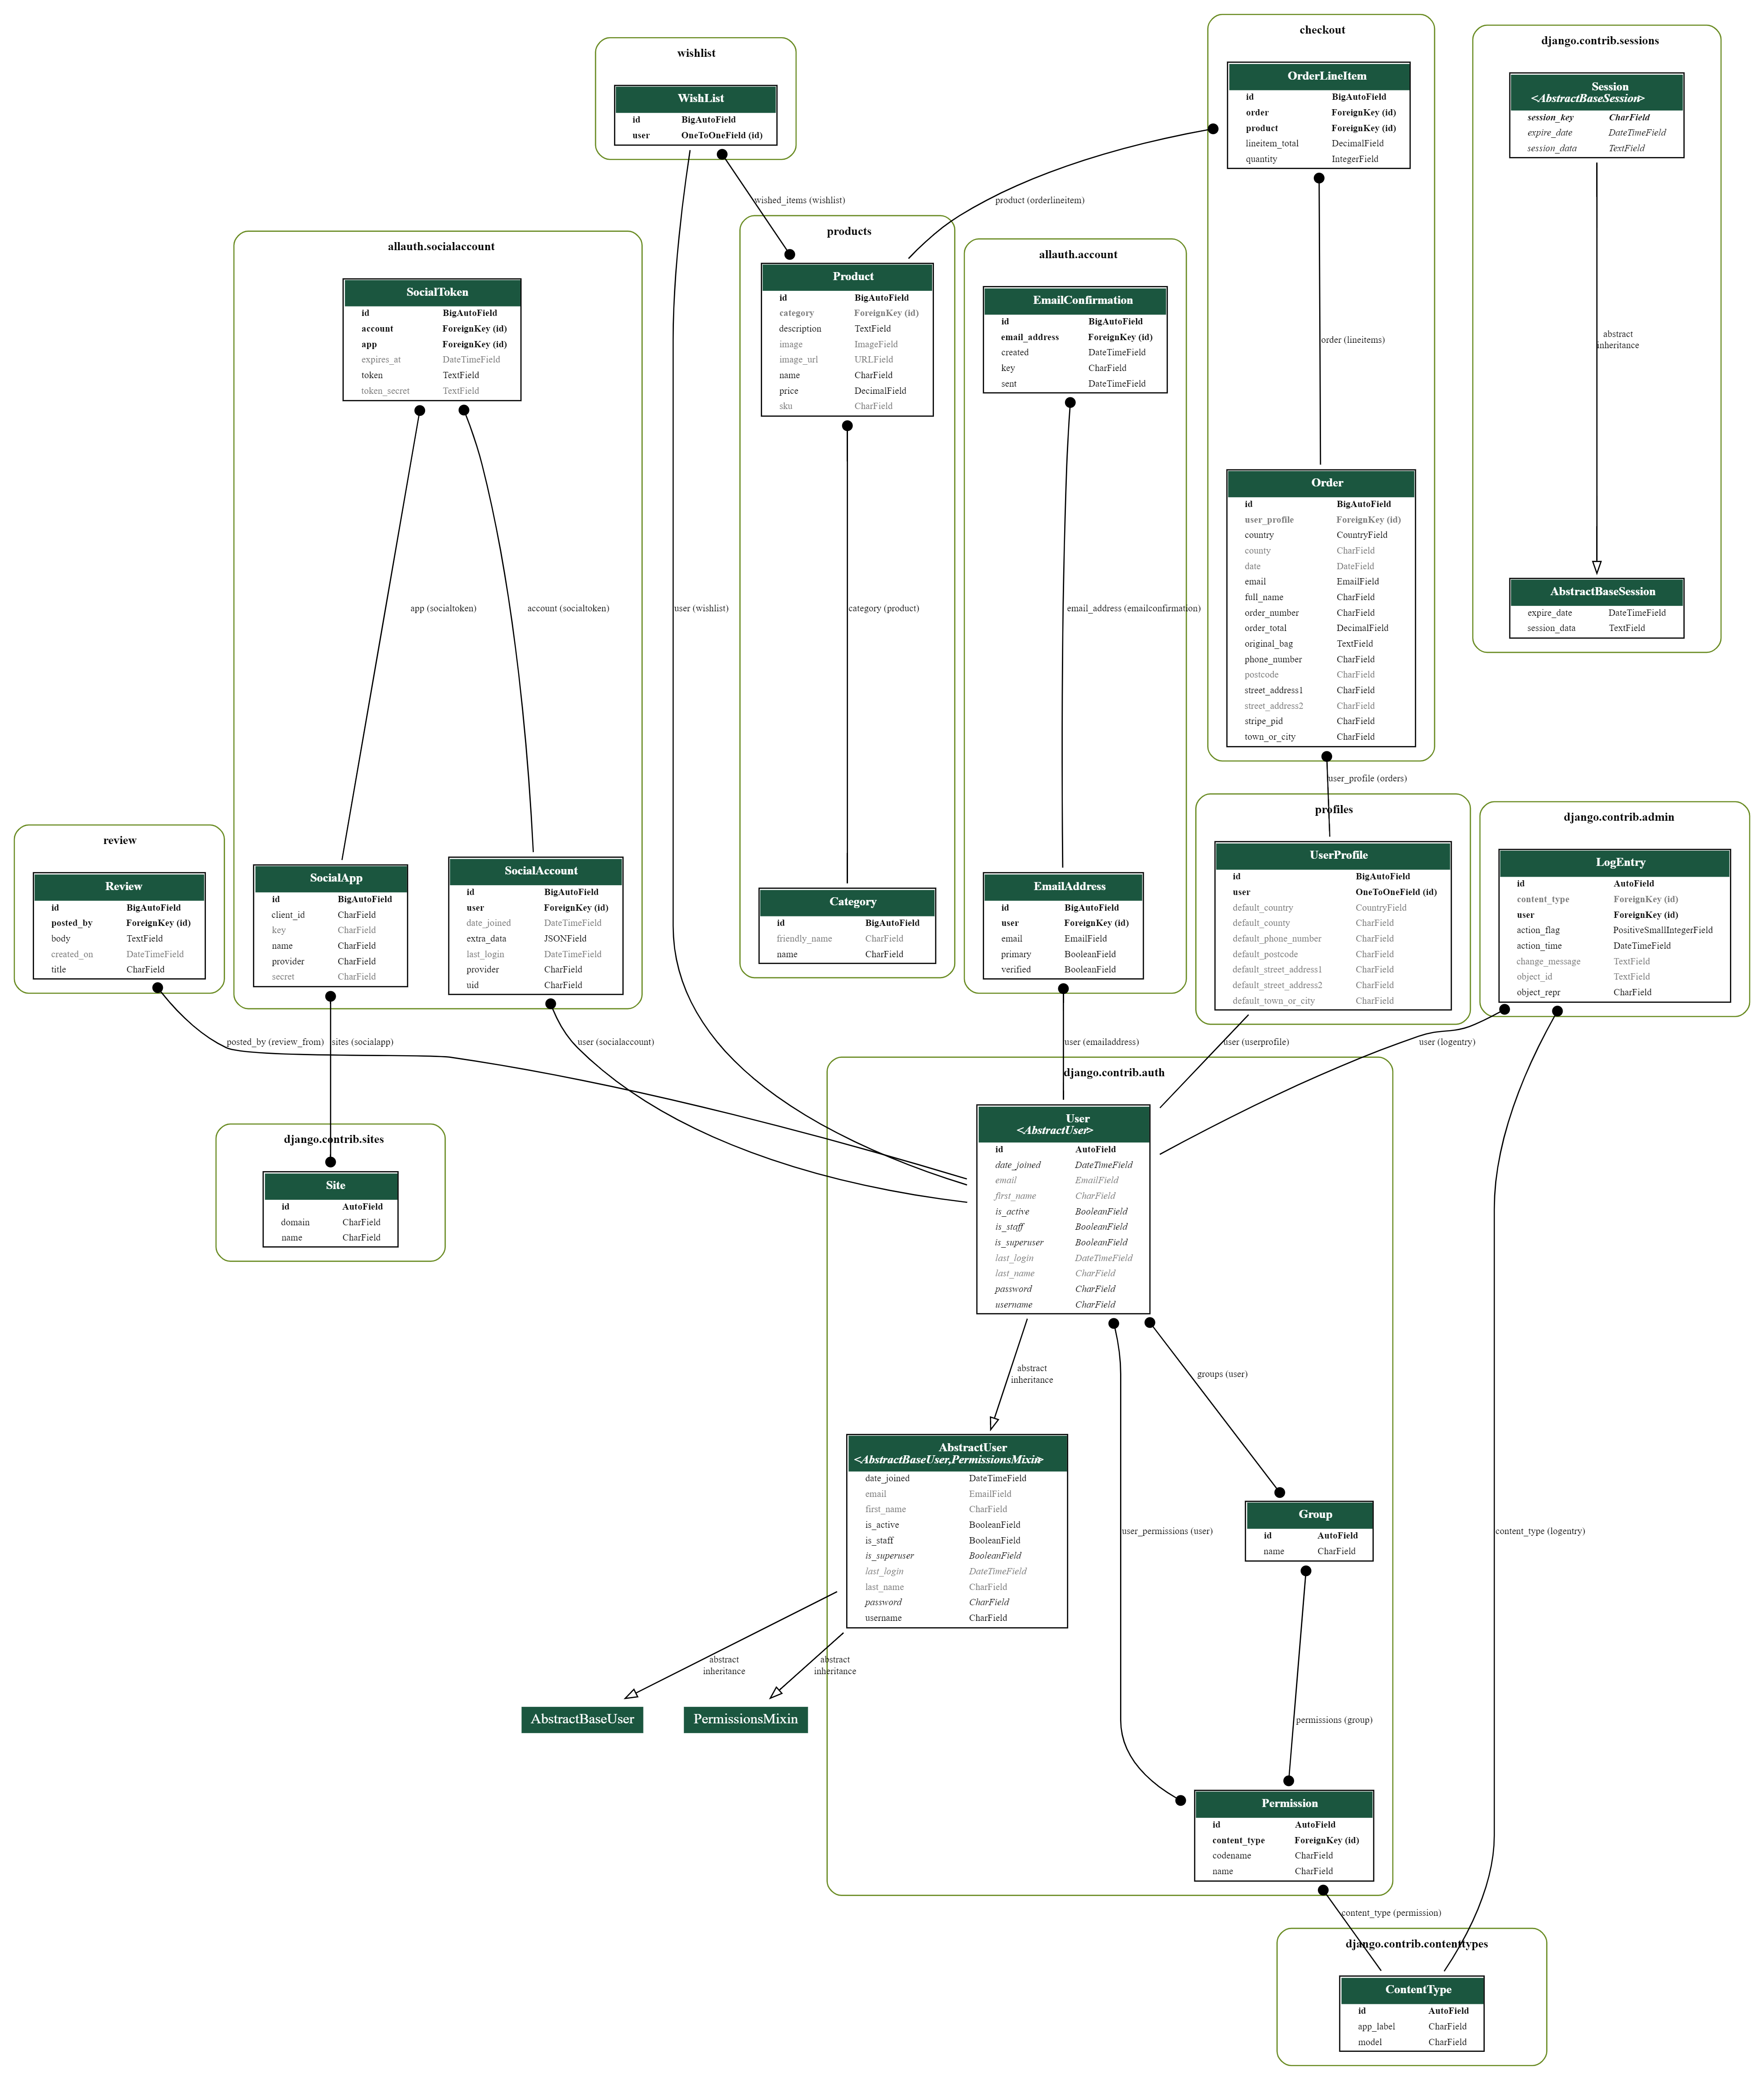 wishlist
WishList
id BigAutoField
user OneToOneField (id)
checkout
OrderLineItem
id BigAutoField
order ForeignKey (id)
product ForeignKey (id)
lineitem_total DecimalField
quantity IntegerField
django.contrib.sessions
Session
<AbstractBaseSession>
session_key CharField
expire_date DateTimeField
session_data TextField
wished_items (wishlist)
product (orderlineitem)
allauth.socialaccount
SocialToken
id BigAutoField
account ForeignKey (id)
app ForeignKey (id)
expires_at DateTimeField
token TextField
token_secret TextField
products
Product
id BigAutoField
category ForeignKey (id)
description TextField
image ImageField
image_url URLField
name CharField
price DecimalField
sku CharField
allauth.account
EmailConfirmation
id BigAutoField
email_address ForeignKey (id)
created DateTimeField
key CharField
sent DateTimeField
order (lineitems)
abstract
inheritance
Order
id BigAutoField
user_profile ForeignKey (id)
country CountryField
county CharField
date DateField
email EmailField
full_name CharField
order_number CharField
order_total DecimalField
original_bag TextField
phone_number CharField
postcode CharField
street_address1 CharField
street_address2 CharField
stripe_pid CharField
town_or_city CharField
AbstractBaseSession
expire_date DateTimeField
session_data TextField
app (socialtoken)
account (socialtoken)
user (wishlist)
category (product)
email_address (emailconfirmation)
user_profile (orders)
review
Review
id BigAutoField
posted_by ForeignKey (id)
body TextField
created_on DateTimeField
title CharField
SocialApp
id BigAutoField
client_id CharField
key CharField
name CharField
provider CharField
secret CharField
SocialAccount
id BigAutoField
user ForeignKey (id)
date_joined DateTimeField
extra_data JSONField
last_login DateTimeField
provider CharField
uid CharField
Category
id BigAutoField
friendly_name CharField
name CharField
EmailAddress
id BigAutoField
user ForeignKey (id)
email EmailField
primary BooleanField
verified BooleanField
profiles
UserProfile
id BigAutoField
user OneToOneField (id)
default_country CountryField
default_county CharField
default_phone_number CharField
default_postcode CharField
default_street_address1 CharField
default_street_address2 CharField
default_town_or_city CharField
django.contrib.admin
LogEntry
id AutoField
content_type ForeignKey (id)
user ForeignKey (id)
action_flag PositiveSmallIntegerField
action_time DateTimeField
change_message TextField
object_id TextField
object_repr CharField
posted_by (review_from)
sites (socialapp)
user (socialaccount)
user (emailaddress)
user (userprofile)
user (logentry)
django.contrib.sites
Site
id AutoField
domain CharField
name CharField
django.contrib.auth
User
<AbstractUser>
id AutoField
date_joined DateTimeField
email EmailField
first_name CharField
is_active BooleanField
is_staff BooleanField
is_superuser BooleanField
last_login DateTimeField
last_name CharField
password CharField
username CharField
abstract
inheritance
groups (user)
AbstractUser
<AbstractBaseUser,PermissionsMixin>
date_joined DateTimeField
email EmailField
first_name CharField
is_active BooleanField
is_staff BooleanField
is_superuser BooleanField
last_login DateTimeField
last_name CharField
password CharField
username CharField
user_permissions (user)
Group
id AutoField
name CharField
content_type (logentry)
abstract
inheritance
abstract
inheritance
AbstractBaseUser
PermissionsMixin
permissions (group)
Permission
id AutoField
content_type ForeignKey (id)
codename CharField
name CharField
content_type (permission)
django.contrib.contenttypes
ContentType
id AutoField
app_label CharField
model CharField